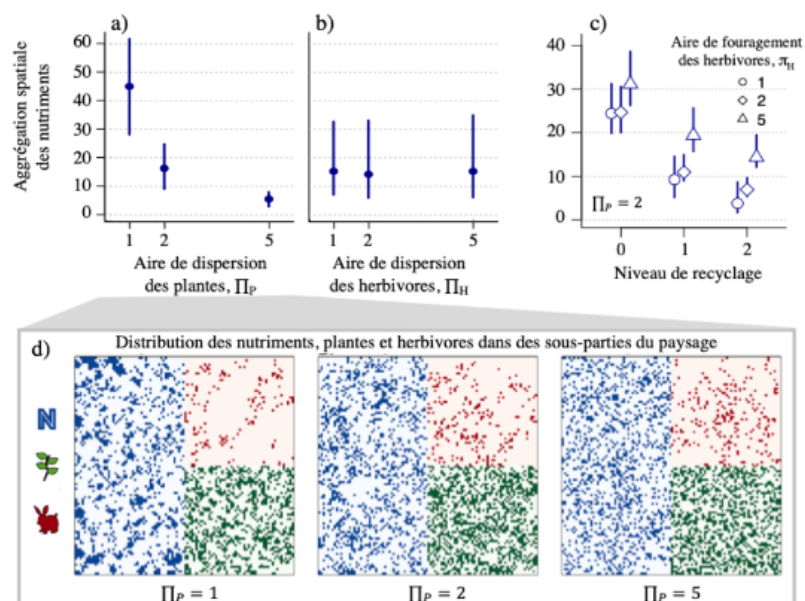 a)
Aggrégation spatiale
des nutriments
60
50
40
30
20
10
0
1 2 5
Aire de dispersion
des plantes, ∏P
b)
1 2 5
Aire de dispersion
des herbivores, ∏H
c)
40
30
20
10
0
Aire de fouragement
des herbivores, πH
1
2
5
∏P = 2
0 1 2
Niveau de recyclage
d)
Distribution des nutriments, plantes et herbivores dans des sous-parties du paysage
N
∏P = 1
∏P = 2
∏P = 5